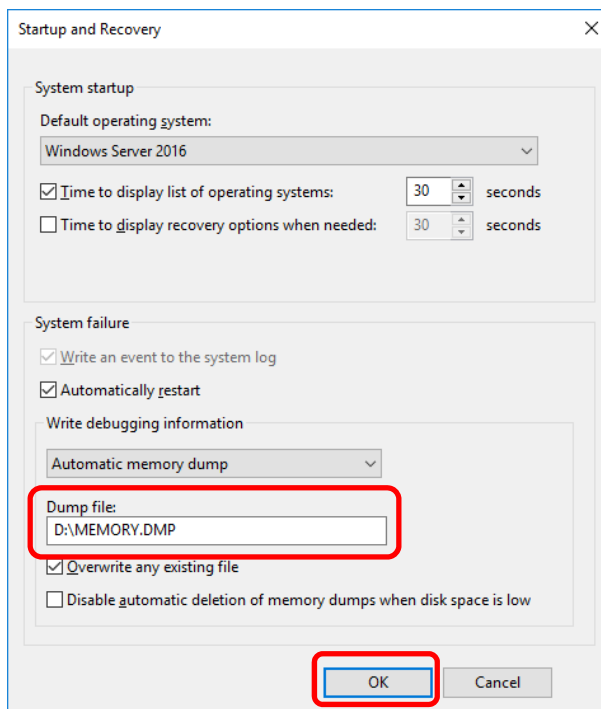 Startup and Recovery
System startup
Default operating system:
Windows Server 2016
Time to display list of operating systems: 30 seconds
Time to display recovery options when needed: 30 seconds
System failure
Write an event to the system log
Automatically restart
Write debugging information
Automatic memory dump
Dump file:
D:\MEMORY.DMP
Overwrite any existing file
Disable automatic deletion of memory dumps when disk space is low
OK Cancel